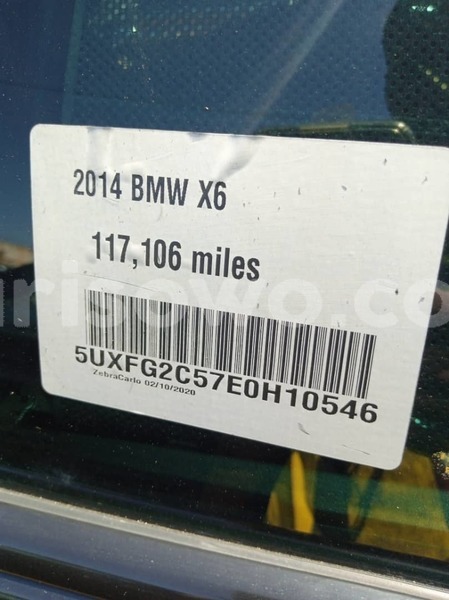 2014 BMW X6
117,106 miles
5UXFG2C57E0H10546
ZebraCarlo 02/10/2020